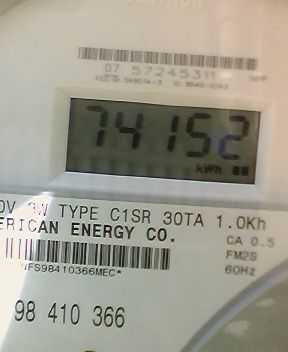 07 57245311
74152
kWh
0V 3W TYPE C1SR 30TA 1.0Kh
ERICAN ENERGY CO.
CA 0.5
FM2S
60Hz
*NFS98410366MEC*
98 410 366